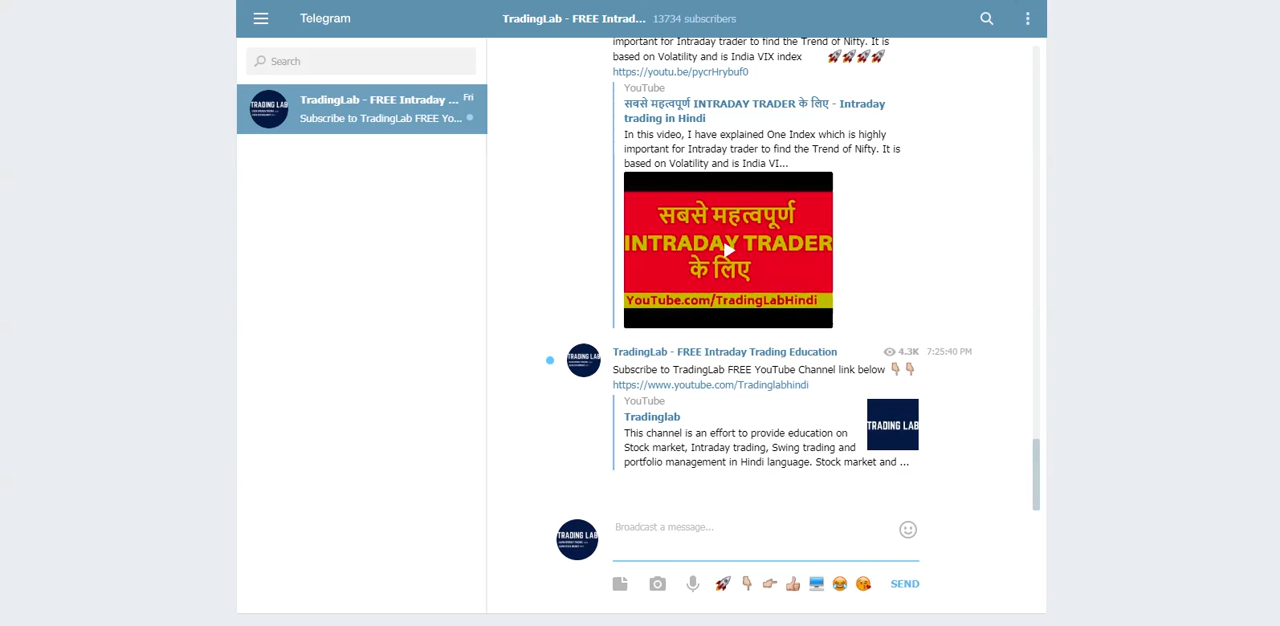 Telegram
TradingLab - FREE Intrad... 13734 subscribers
Search
TradingLab - FREE Intraday ... Fri
Subscribe to TradingLab FREE Yo...
TRADING LAB
important for Intraday trader to find the Trend of Nifty. It is
based on Volatility and is India VIX index 🚀🚀🚀🚀
https://youtu.be/pycrHrybuf0
YouTube
सबसे महत्वपूर्ण INTRADAY TRADER के लिए - Intraday
trading in Hindi
In this video, I have explained One Index which is highly
important for Intraday trader to find the Trend of Nifty. It is
based on Volatility and is India VI...
सबसे महत्वपूर्ण
INTRADAY TRADER
के लिए
YouTube.com/TradingLabHindi
TRADING LAB
TradingLab - FREE Intraday Trading Education 4.3K 7:25:40 PM
Subscribe to TradingLab FREE YouTube Channel link below 👇🏼👇🏼
https://www.youtube.com/Tradinglabhindi
YouTube
Tradinglab
This channel is an effort to provide education on
Stock market, Intraday trading, Swing trading and
portfolio management in Hindi language. Stock market and ...
TRADING LAB
TRADING LAB
Broadcast a message...
SEND